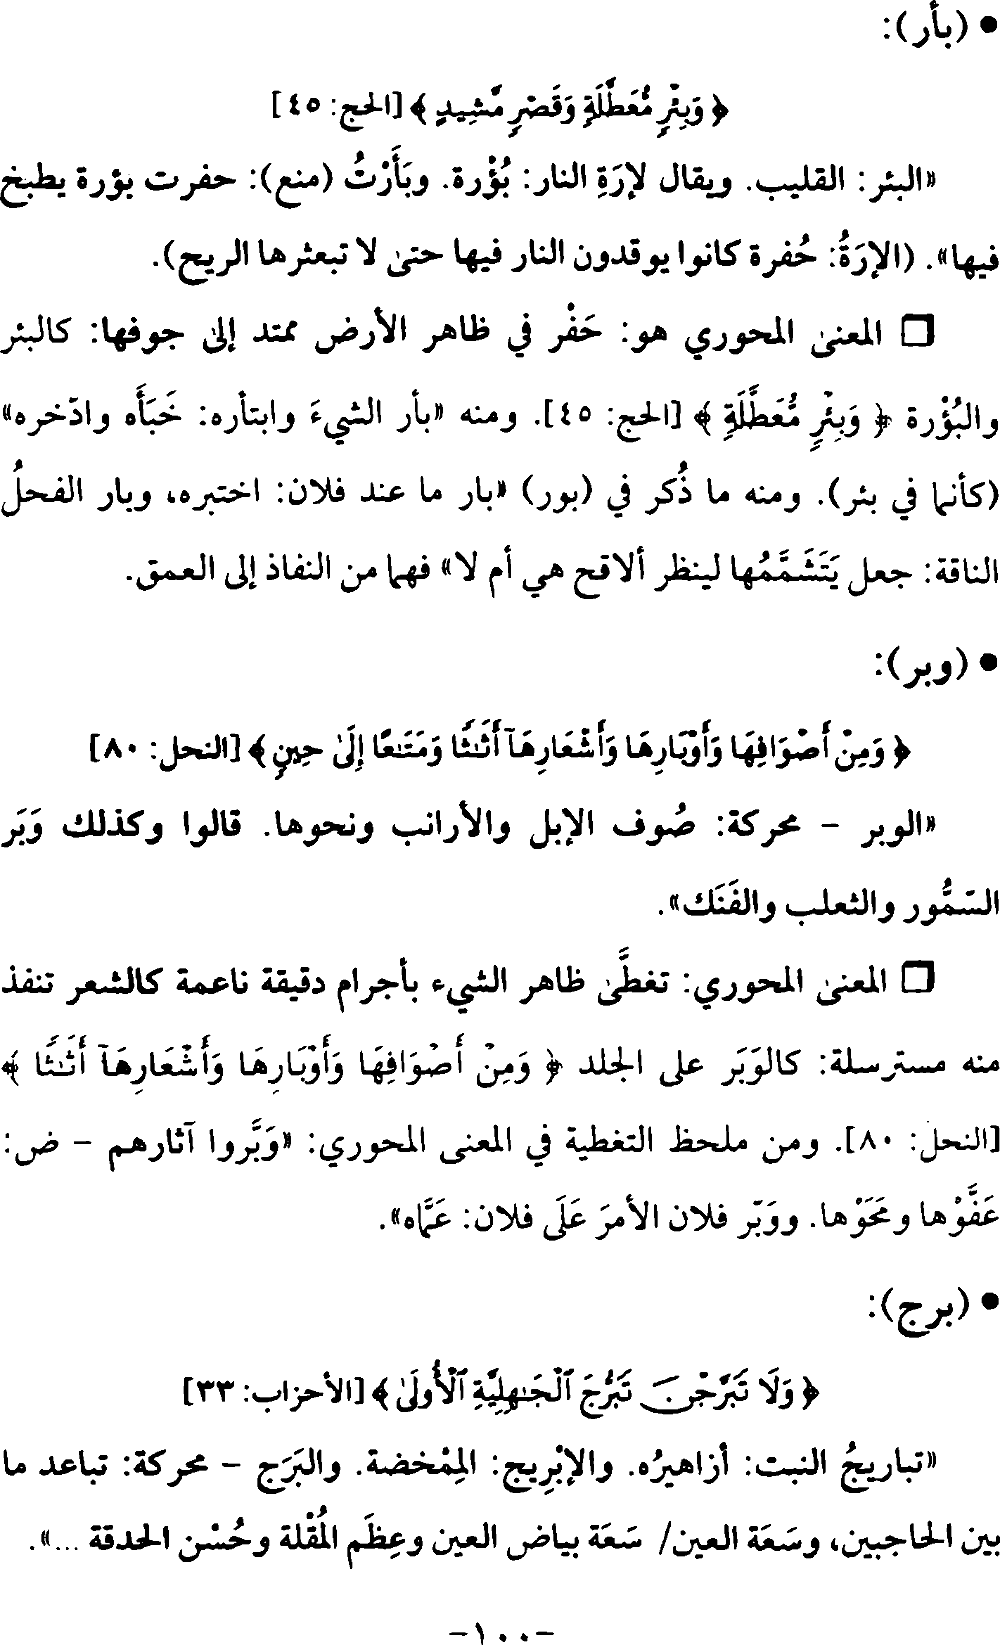 ● (بأر):
﴿ وَبِئْرٍ مُّعَطَّلَةٍ وَقَصْرٍ مَّشِيدٍ ﴾ [الحج: ٤٥]
«البئر: القليب. ويقال لإرَةِ النار: بُؤْرة. وبَأَرْتُ (منع): حفرت بؤرة يطبخ
فيها». (الإرَةُ: حُفرة كانوا يوقدون النار فيها حتىٰ لا تبعثرها الريح).
❏ المعنىٰ المحوري هو: حَفْر في ظاهر الأرض ممتد إلىٰ جوفها: كالبئر
والبُؤْرة ﴿ وَبِئْرٍ مُّعَطَّلَةٍ ﴾ [الحج: ٤٥]. ومنه «بأر الشيءَ وابتأره: خَبَأَه وادّخره»
(كأنما في بئر). ومنه ما ذُكر في (بور) «بار ما عند فلان: اختبره، وبار الفحلُ
الناقة: جعل يَتَشَمَّمُها لينظر ألاقح هي أم لا» فهما من النفاذ إلى العمق.
● (وبر):
﴿ وَمِنْ أَصْوَافِهَا وَأَوْبَارِهَا وَأَشْعَارِهَآ أَثَٰثًا وَمَتَٰعًا إِلَىٰ حِينٍ ﴾ [النحل: ٨٠]
«الوبر – محركة: صُوف الإبل والأرانب ونحوها. قالوا وكذلك وَبَر
السّمُّور والثعلب والفَنَك».
❏ المعنىٰ المحوري: تغطَّىٰ ظاهر الشيء بأجرام دقيقة ناعمة كالشعر تنفذ
منه مسترسلة: كالوَبَر على الجلد ﴿ وَمِنْ أَصْوَافِهَا وَأَوْبَارِهَا وَأَشْعَارِهَآ أَثَٰثًا ﴾
[النحل: ٨٠]. ومن ملحظ التغطية في المعنى المحوري: «وَبَّروا آثارهم – ض:
عَفَّوْها ومَحَوْها. ووَبّر فلان الأمرَ عَلَى فلان: عَمَّاه».
● (برج):
﴿ وَلَا تَبَرَّجْنَ تَبَرُّجَ ٱلْجَٰهِلِيَّةِ ٱلْأُولَىٰ ﴾ [الأحزاب: ٣٣]
«تباريجُ النبت: أزاهيرُه. والإبْرِيج: المِمْخضة. والبَرَج – محركة: تباعد ما
بين الحاجبين، وسَعَة العين/ سَعَة بياض العين وعِظَم المُقْلة وحُسْن الحدقة ...».
-١٠٠-